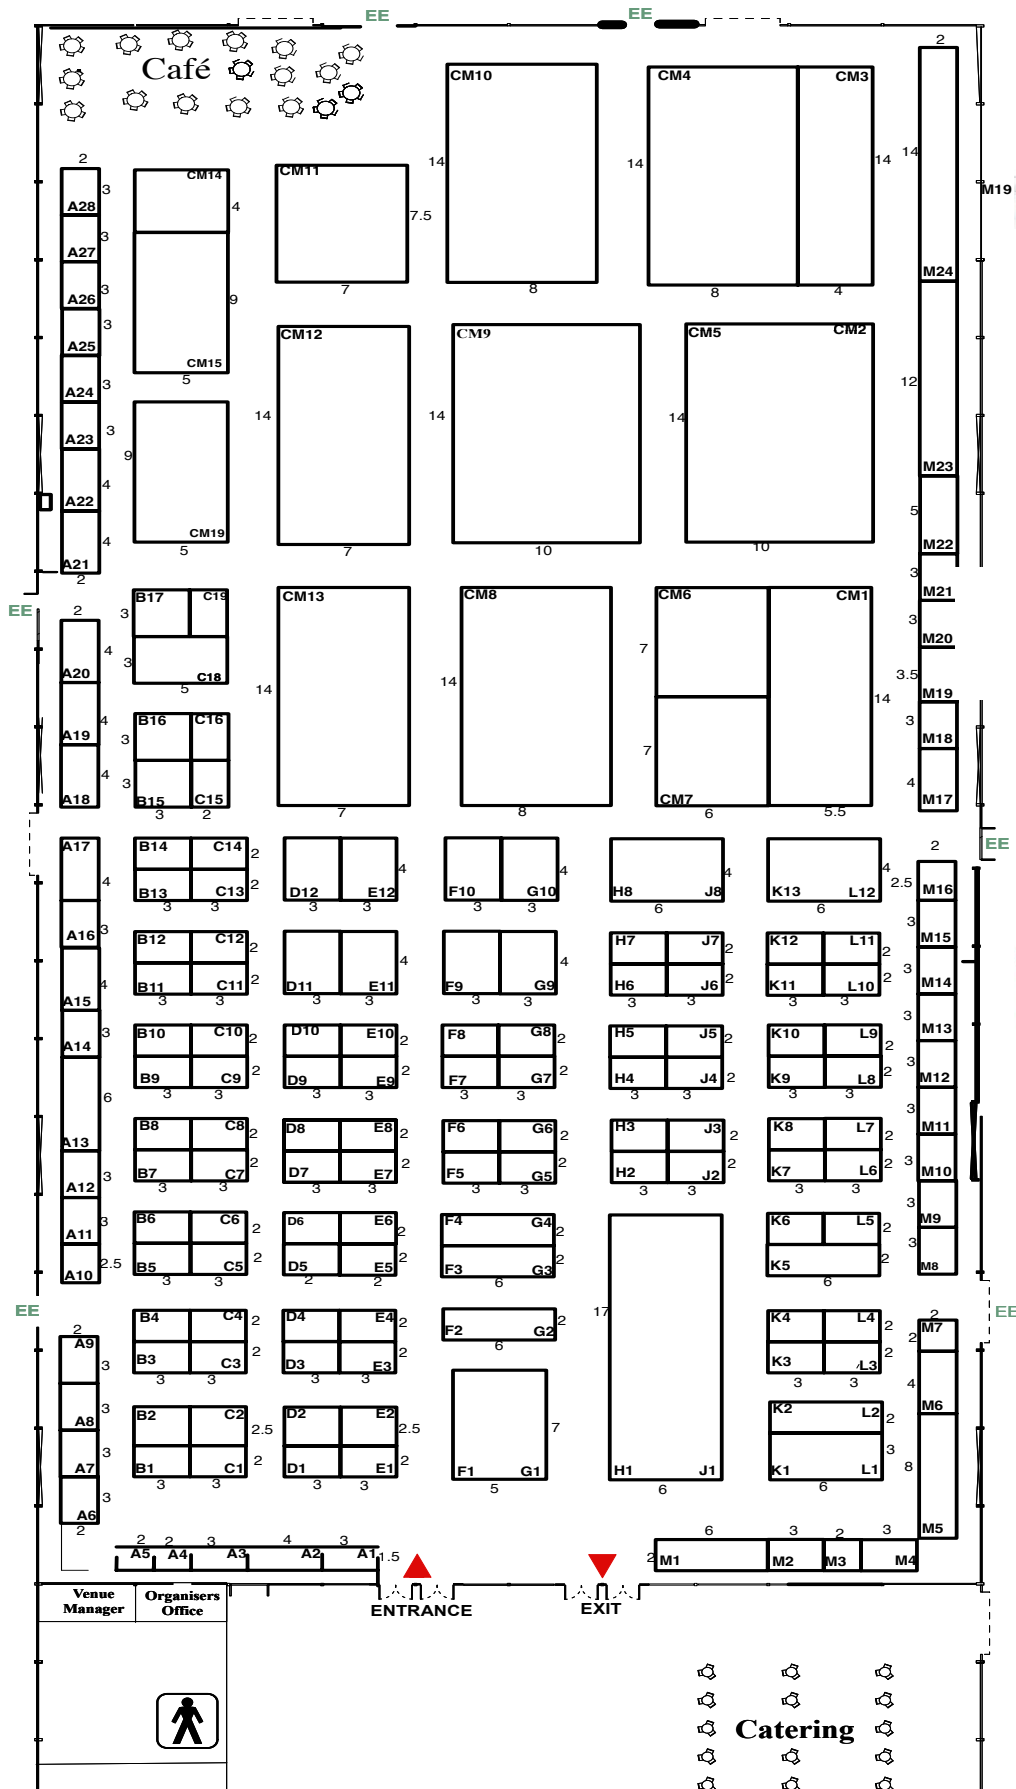 EE
EE
Café
CM10
CM4
CM3
2
14
14
14
14
M19
2
CM14
CM11
3
A28
4
7.5
3
A27
3
A26
9
7
8
8
4
M24
3
A25
CM15
5
CM12
CM9
CM5
CM2
3
A24
12
14
14
14
3
A23
9
M23
4
A22
CM19
5
5
7
10
10
M22
4
A21
2
3
M21
EE
2
B17
C19
CM13
CM8
CM6
CM1
3
3
M20
4
3
7
A20
5
C18
14
14
3.5
M19
14
4
B16
C16
3
M18
A19
3
7
4
3
4
A18
B15
C15
3
2
7
8
CM7
6
5.5
M17
A17
B14
C14
2
4
4
4
4
2
EE
4
B13
C13
2
D12
E12
F10
G10
H8
J8
K13
L12
2.5
M16
3
3
3
3
3
3
6
6
A16
3
B12
C12
2
H7
J7
2
K12
L11
2
3
M15
4
4
4
B11
C11
2
D11
E11
F9
G9
H6
J6
2
K11
L10
2
3
M14
A15
3
3
3
3
3
3
3
3
3
3
3
M13
A14
3
B10
C10
2
D10
E10
2
F8
G8
2
H5
J5
2
K10
L9
2
B9
C9
2
D9
E9
2
F7
G7
2
H4
J4
2
K9
L8
2
3
M12
3
3
3
3
3
3
3
3
3
3
6
3
M11
A13
B8
C8
2
D8
E8
2
F6
G6
2
H3
J3
2
K8
L7
2
B7
C7
2
D7
E7
2
F5
G5
2
H2
J2
2
K7
L6
2
3
M10
A12
3
3
3
3
3
3
3
3
3
3
3
3
M9
A11
3
B6
C6
2
D6
E6
2
F4
G4
2
K6
L5
2
A10
2.5
B5
C5
2
D5
E5
2
F3
G3
2
K5
2
3
M8
3
3
2
2
6
6
EE
17
EE
2
A9
B4
C4
2
D4
E4
2
F2
G2
2
K4
L4
2
2
2
M7
3
B3
C3
2
D3
E3
2
6
K3
L3
2
3
3
3
3
3
3
4
M6
A8
3
B2
C2
D2
E2
K2
L2
2
2.5
2.5
7
A7
3
B1
C1
2
D1
E1
2
F1
G1
H1
J1
K1
L1
3
8
3
3
3
3
5
6
6
A6
3
2
M5
2
2
3
4
3
6
3
2
3
A5
A4
A3
A2
A1
1.5
2
M1
M2
M3
M4
Venue
Manager
Organisers
Office
ENTRANCE
EXIT
Catering